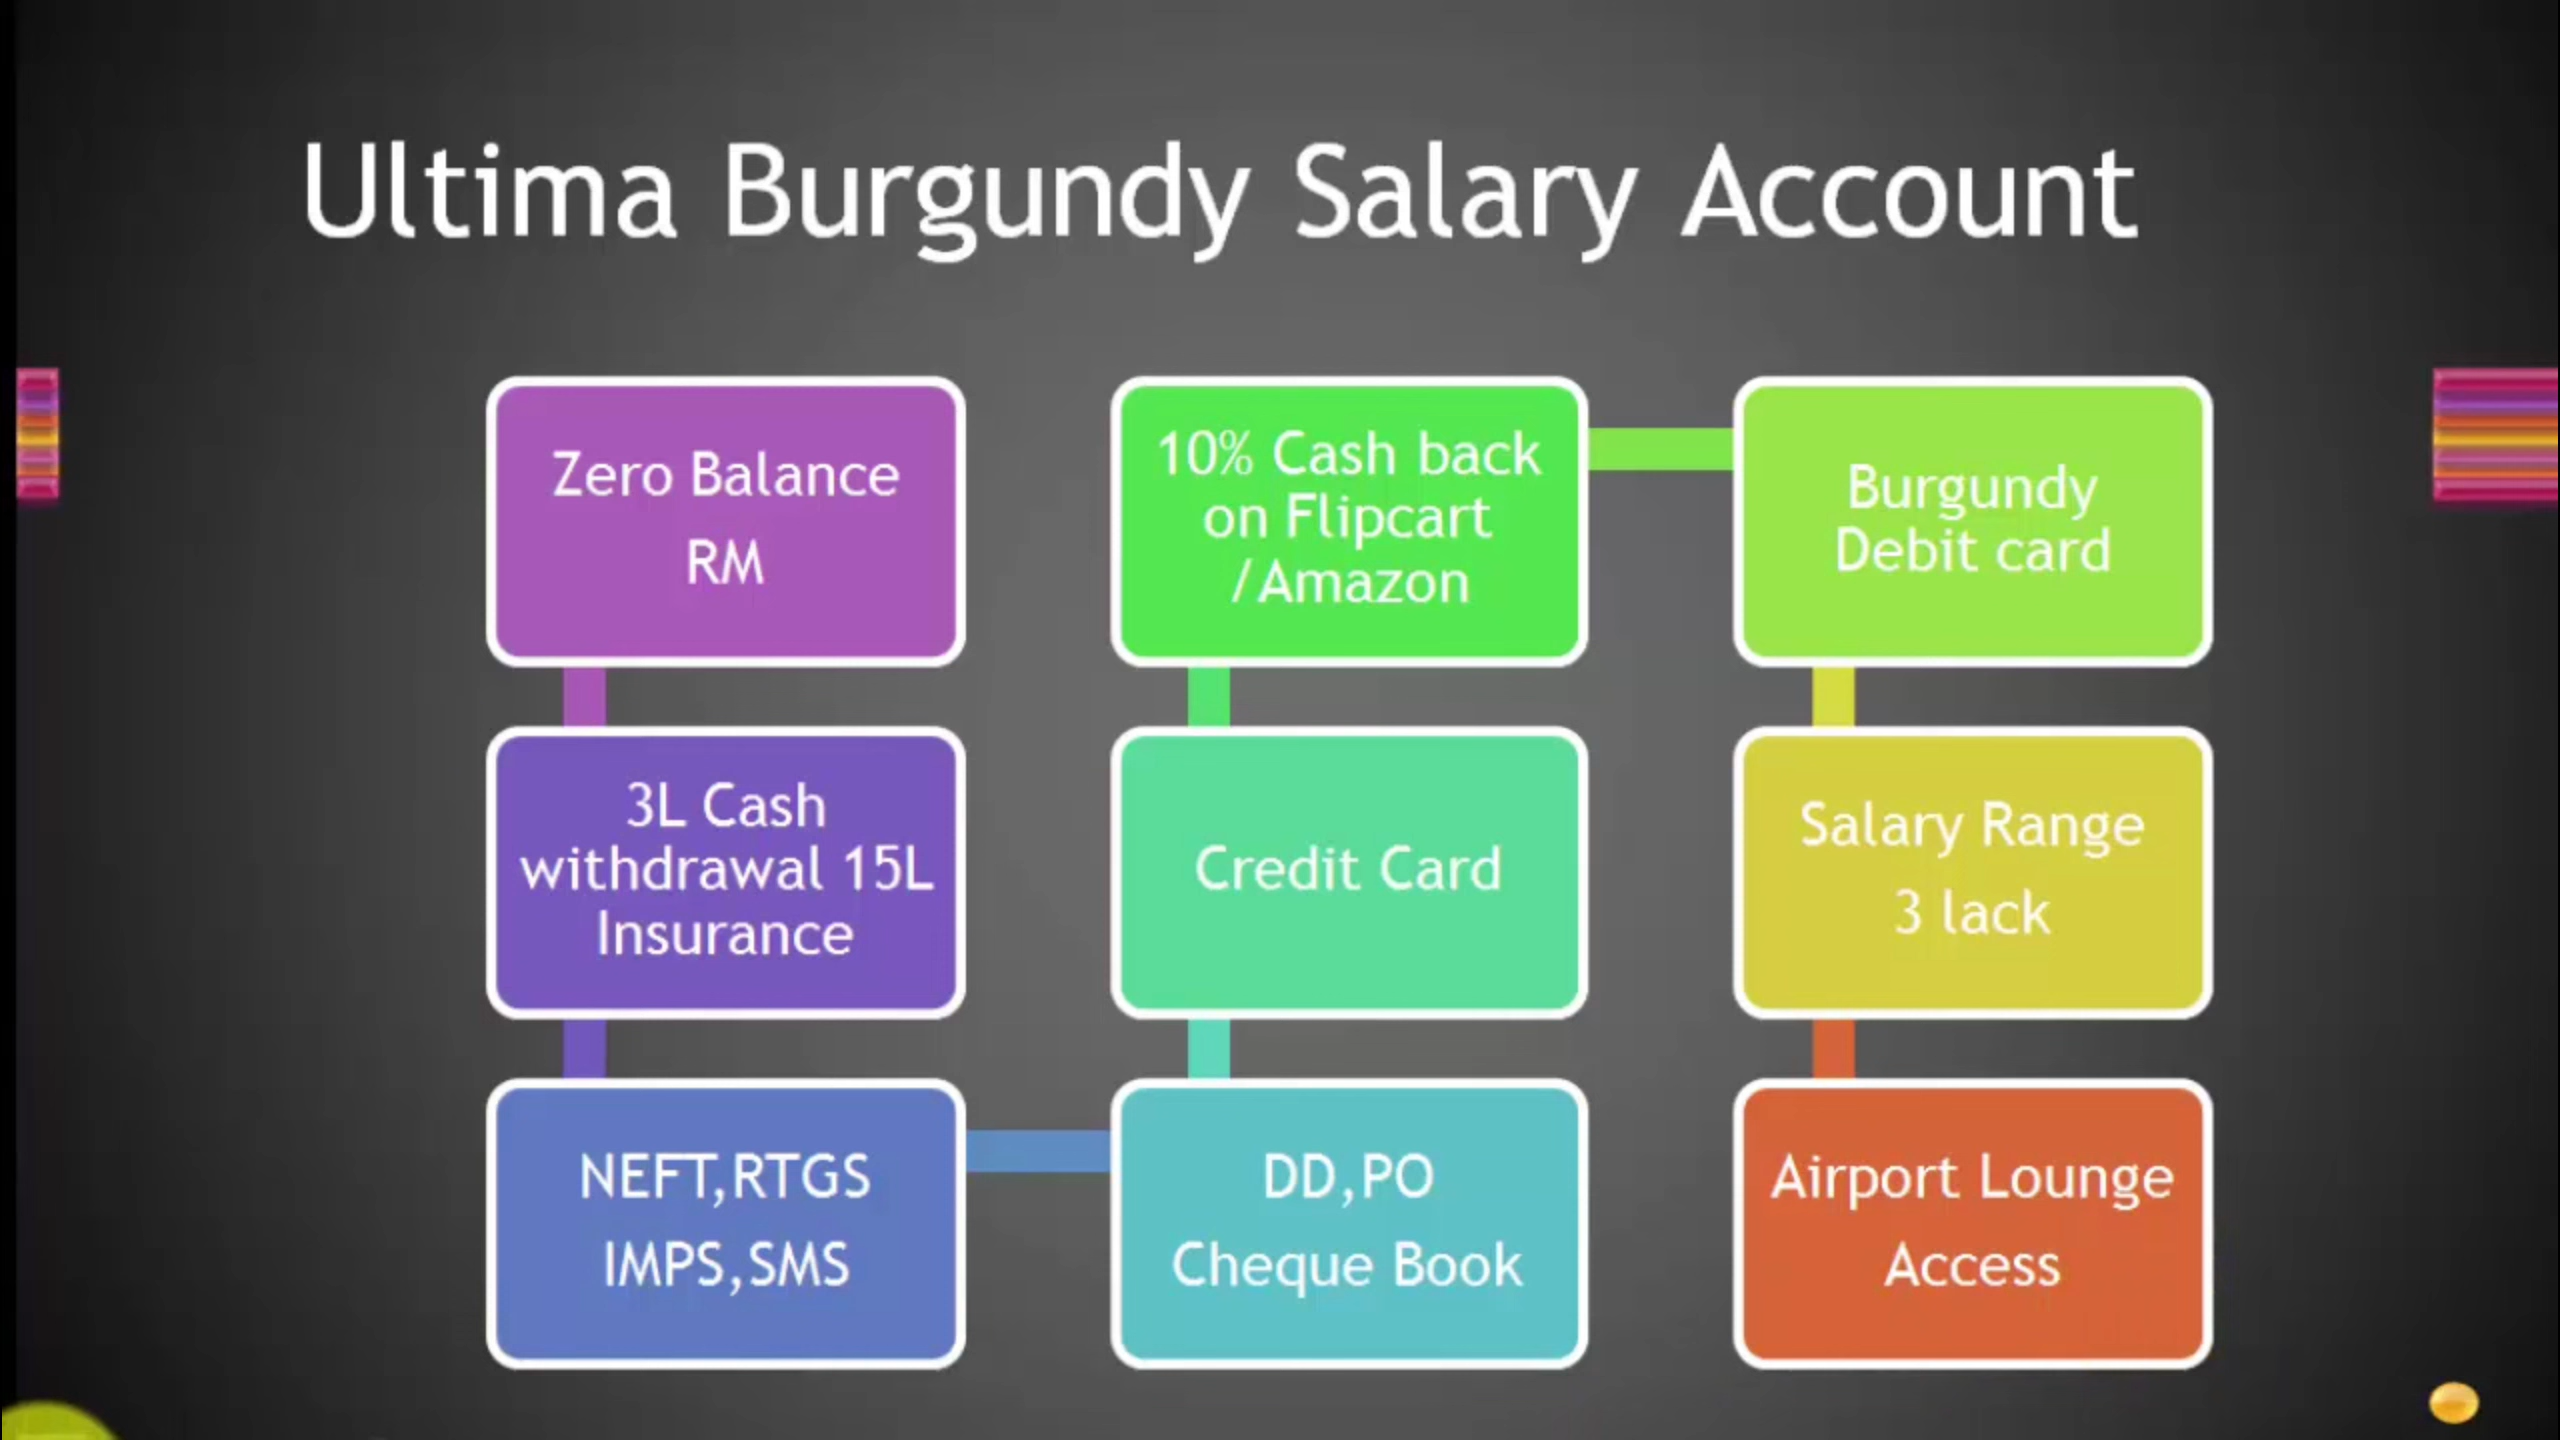 Ultima Burgundy Salary Account
Zero Balance
RM
3L Cash
withdrawal 15L
Insurance
NEFT,RTGS
IMPS,SMS
DD,PO
Cheque Book
Credit Card
10% Cash back
on Flipcart
/Amazon
Burgundy
Debit card
Salary Range
3 lack
Airport Lounge
Access